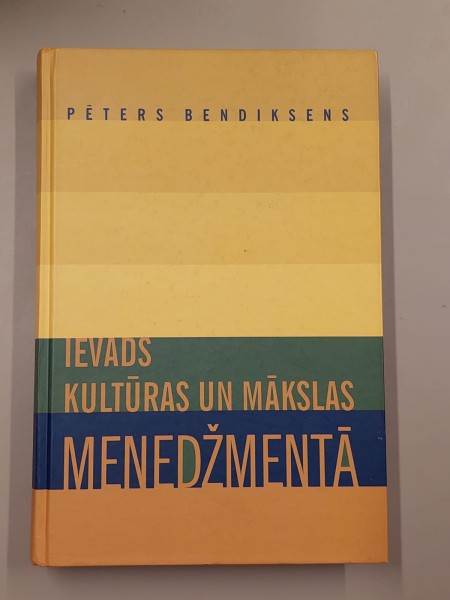 PĒTERS BENDIKSENS
IEVADS
KULTŪRAS UN MĀKSLAS
MENEDŽMENTĀ